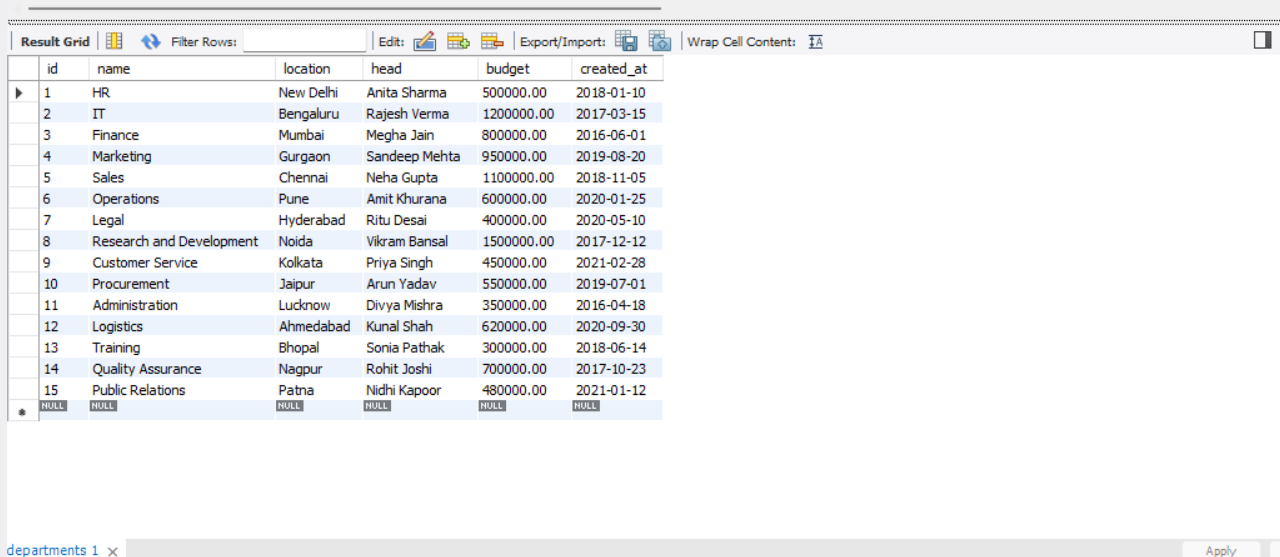 Result Grid Filter Rows: Edit: Export/Import: Wrap Cell Content: IA
id name location head budget created_at
1 HR New Delhi Anita Sharma 500000.00 2018-01-10
2 IT Bengaluru Rajesh Verma 1200000.00 2017-03-15
3 Finance Mumbai Megha Jain 800000.00 2016-06-01
4 Marketing Gurgaon Sandeep Mehta 950000.00 2019-08-20
5 Sales Chennai Neha Gupta 1100000.00 2018-11-05
6 Operations Pune Amit Khurana 600000.00 2020-01-25
7 Legal Hyderabad Ritu Desai 400000.00 2020-05-10
8 Research and Development Noida Vikram Bansal 1500000.00 2017-12-12
9 Customer Service Kolkata Priya Singh 450000.00 2021-02-28
10 Procurement Jaipur Arun Yadav 550000.00 2019-07-01
11 Administration Lucknow Divya Mishra 350000.00 2016-04-18
12 Logistics Ahmedabad Kunal Shah 620000.00 2020-09-30
13 Training Bhopal Sonia Pathak 300000.00 2018-06-14
14 Quality Assurance Nagpur Rohit Joshi 700000.00 2017-10-23
15 Public Relations Patna Nidhi Kapoor 480000.00 2021-01-12
NULL NULL NULL NULL NULL NULL
departments 1 Apply